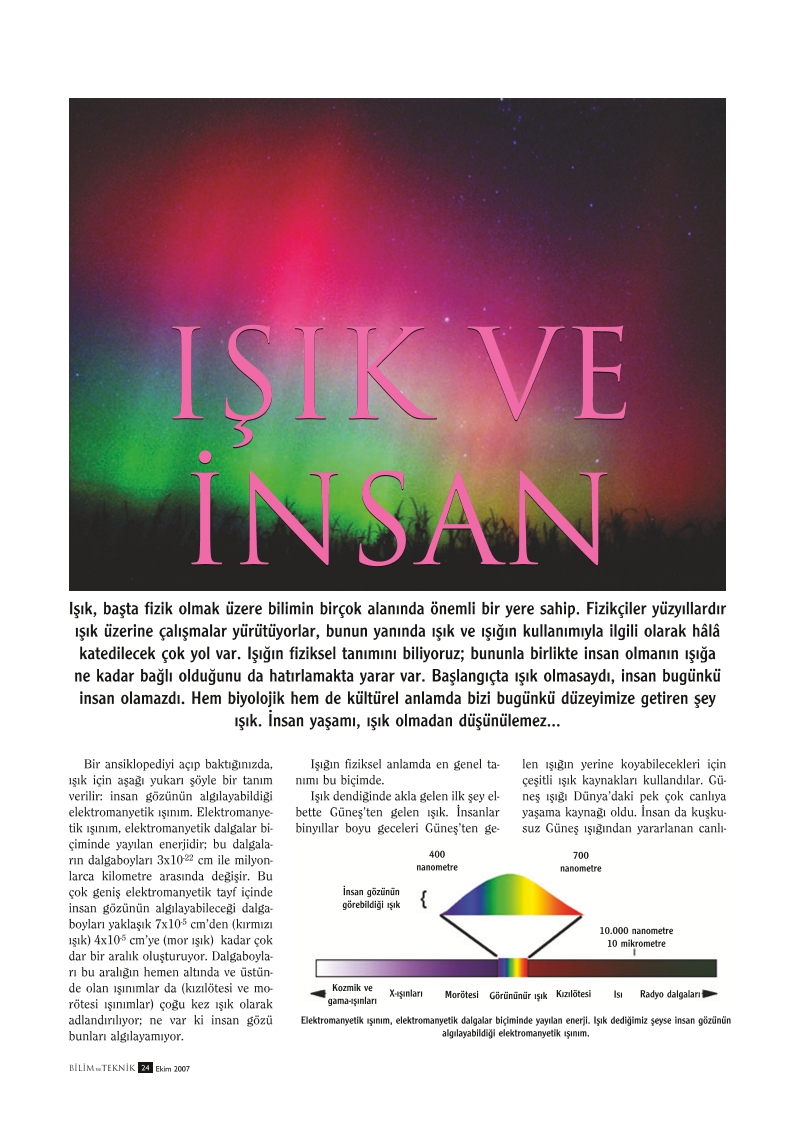 IŞIK VE
İNSAN
Işık, başta fizik olmak üzere bilimin birçok alanında önemli bir yere sahip. Fizikçiler yüzyıllardır
ışık üzerine çalışmalar yürütüyorlar, bunun yanında ışık ve ışığın kullanımıyla ilgili olarak hâlâ
katedilecek çok yol var. Işığın fiziksel tanımını biliyoruz; bununla birlikte insan olmanın ışığa
ne kadar bağlı olduğunu da hatırlamakta yarar var. Başlangıçta ışık olmasaydı, insan bugünkü
insan olamazdı. Hem biyolojik hem de kültürel anlamda bizi bugünkü düzeyimize getiren şey
ışık. İnsan yaşamı, ışık olmadan düşünülemez...
Bir ansiklopediyi açıp baktığınızda,
ışık için aşağı yukarı şöyle bir tanım
verilir: insan gözünün algılayabildiği
elektromanyetik ışınım. Elektromanye-
tik ışınım, elektromanyetik dalgalar bi-
çiminde yayılan enerjidir; bu dalgala-
rın dalgaboyları 3x10-22 cm ile milyon-
larca kilometre arasında değişir. Bu
çok geniş elektromanyetik tayf içinde
insan gözünün algılayabileceği dalga-
boyları yaklaşık 7x10-5 cm’den (kırmızı
ışık) 4x10-5 cm’ye (mor ışık) kadar çok
dar bir aralık oluşturuyor. Dalgaboyla-
rı bu aralığın hemen altında ve üstün-
de olan ışınımlar da (kızılötesi ve mo-
rötesi ışınımlar) çoğu kez ışık olarak
adlandırılıyor; ne var ki insan gözü
bunları algılayamıyor.
Işığın fiziksel anlamda en genel ta-
nımı bu biçimde.
Işık dendiğinde akla gelen ilk şey el-
bette Güneş’ten gelen ışık. İnsanlar
binyıllar boyu geceleri Güneş’ten ge-
len ışığın yerine koyabilecekleri için
çeşitli ışık kaynakları kullandılar. Gü-
neş ışığı Dünya’daki pek çok canlıya
yaşama kaynağı oldu. İnsan da kuşku-
suz Güneş ışığından yararlanan canlı-
400
nanometre
700
nanometre
İnsan gözünün
görebildiği ışık
10.000 nanometre
10 mikrometre
Kozmik ve
gama-ışınları
X-ışınları
Morötesi
Görününür ışık
Kızılötesi
Isı
Radyo dalgaları
Elektromanyetik ışınım, elektromanyetik dalgalar biçiminde yayılan enerji. Işık dediğimiz şeyse insan gözünün
algılayabildiği elektromanyetik ışınım.
BİLİM ve TEKNİK 24 Ekim 2007